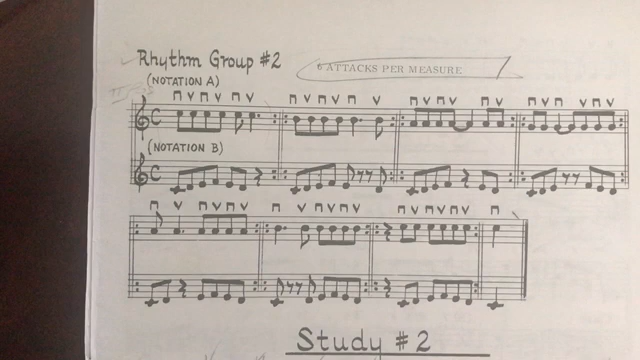 Rhythm Group #2
6 ATTACKS PER MEASURE
(NOTATION A)
(NOTATION B)
Study #2